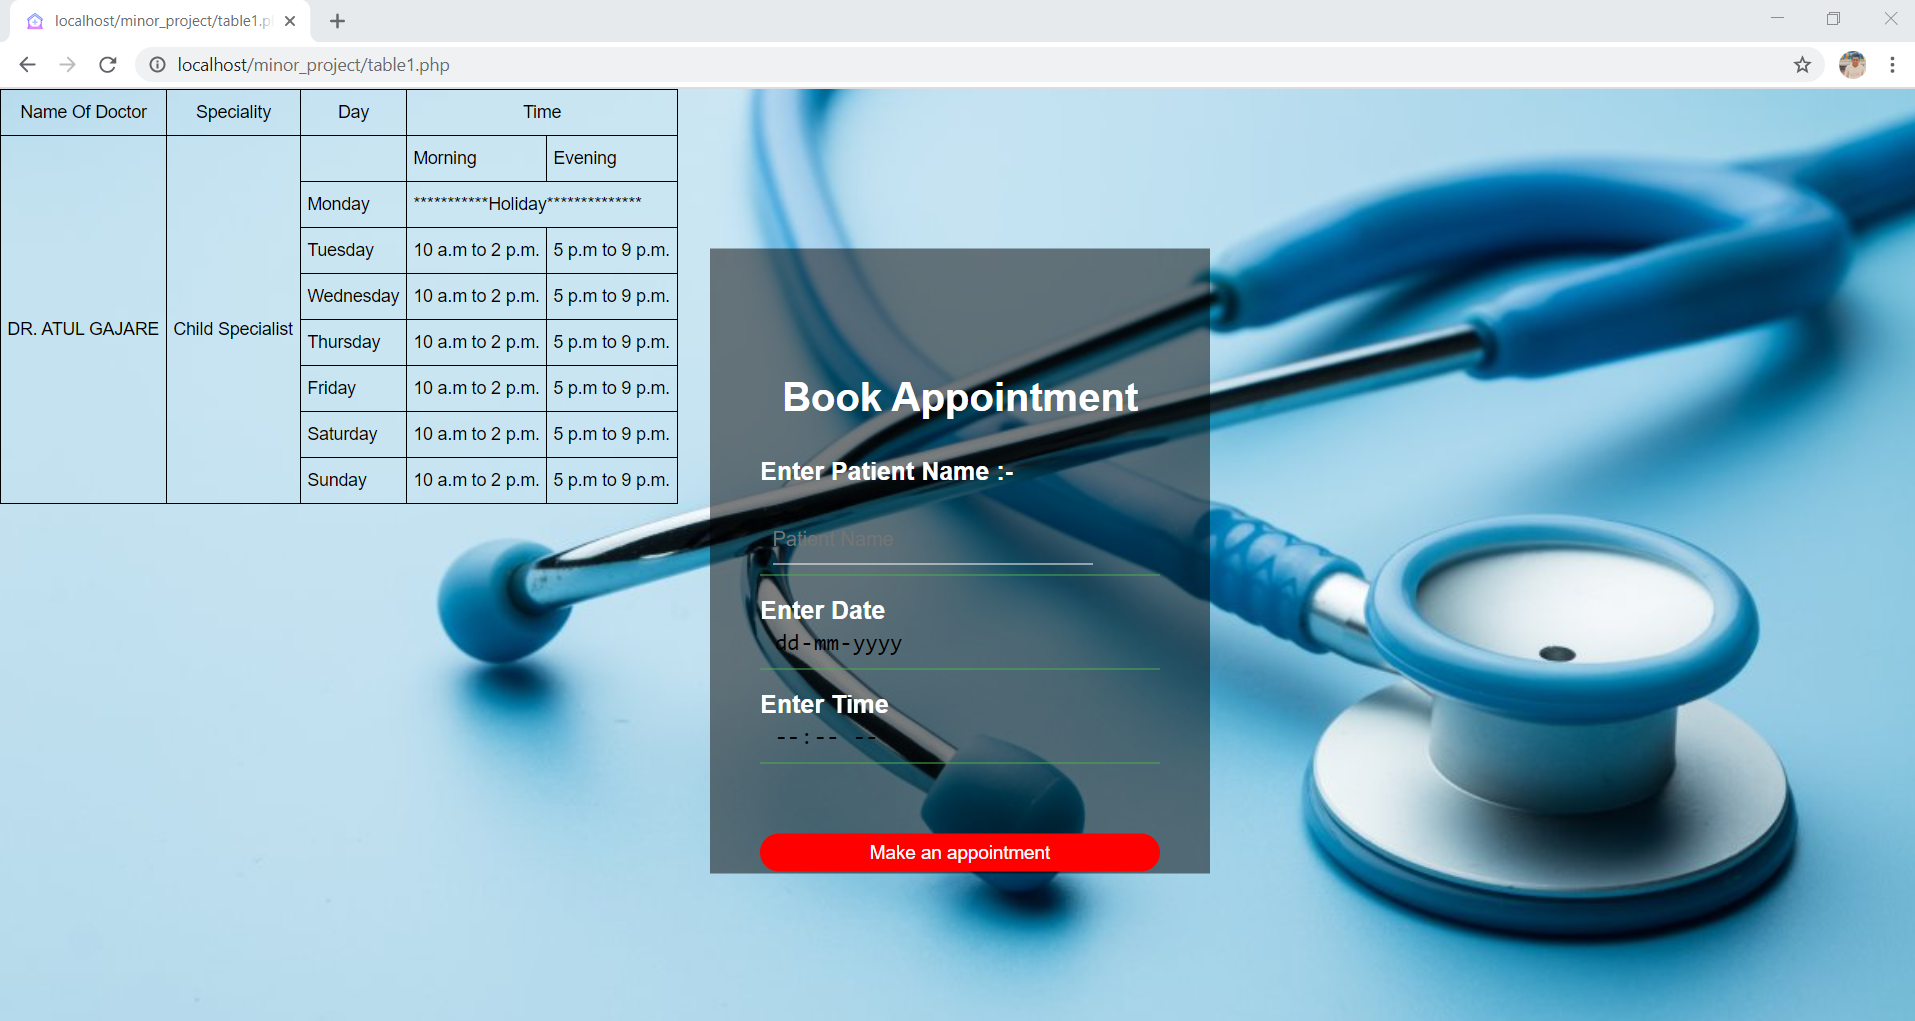 localhost/minor_project/table1.p
localhost/minor_project/table1.php
Name Of Doctor Speciality Day Time
Morning Evening
Monday ***********Holiday**************
Tuesday 10 a.m to 2 p.m. 5 p.m to 9 p.m.
Wednesday 10 a.m to 2 p.m. 5 p.m to 9 p.m.
DR. ATUL GAJARE Child Specialist
Thursday 10 a.m to 2 p.m. 5 p.m to 9 p.m.
Friday 10 a.m to 2 p.m. 5 p.m to 9 p.m.
Saturday 10 a.m to 2 p.m. 5 p.m to 9 p.m.
Sunday 10 a.m to 2 p.m. 5 p.m to 9 p.m.
Book Appointment
Enter Patient Name :-
Patient Name
Enter Date
dd-mm-yyyy
Enter Time
--:-- --
Make an appointment